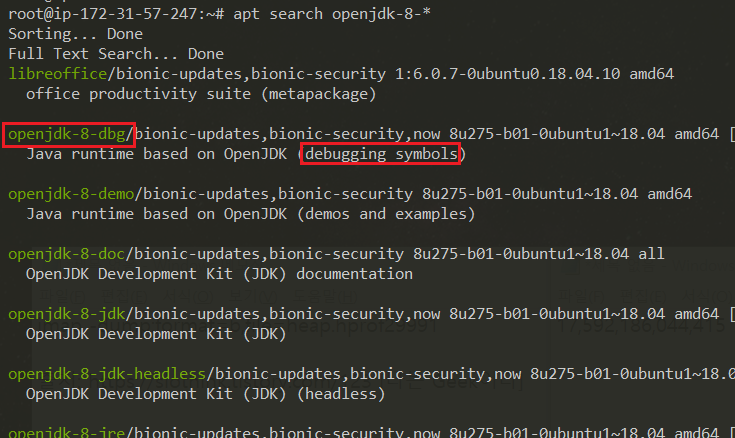 root@ip-172-31-57-247:~# apt search openjdk-8-*
Sorting... Done
Full Text Search... Done
libreoffice/bionic-updates,bionic-security 1:6.0.7-0ubuntu0.18.04.10 amd64
  office productivity suite (metapackage)
openjdk-8-dbg/bionic-updates,bionic-security,now 8u275-b01-0ubuntu1~18.04 amd64 [
  Java runtime based on OpenJDK (debugging symbols)
openjdk-8-demo/bionic-updates,bionic-security 8u275-b01-0ubuntu1~18.04 amd64
  Java runtime based on OpenJDK (demos and examples)
openjdk-8-doc/bionic-updates,bionic-security 8u275-b01-0ubuntu1~18.04 all
  OpenJDK Development Kit (JDK) documentation
openjdk-8-jdk/bionic-updates,bionic-security,now 8u275-b01-0ubuntu1~18.04 amd64 [
  OpenJDK Development Kit (JDK)
17,592,186,044,415
openjdk-8-jdk-headless/bionic-updates,bionic-security,now 8u275-b01-0ubuntu1~18.0
  OpenJDK Development Kit (JDK) (headless)
openjdk-8-jre/bionic-updates,bionic-security,now 8u275-b01-0ubuntu1~18.04 amd64 [